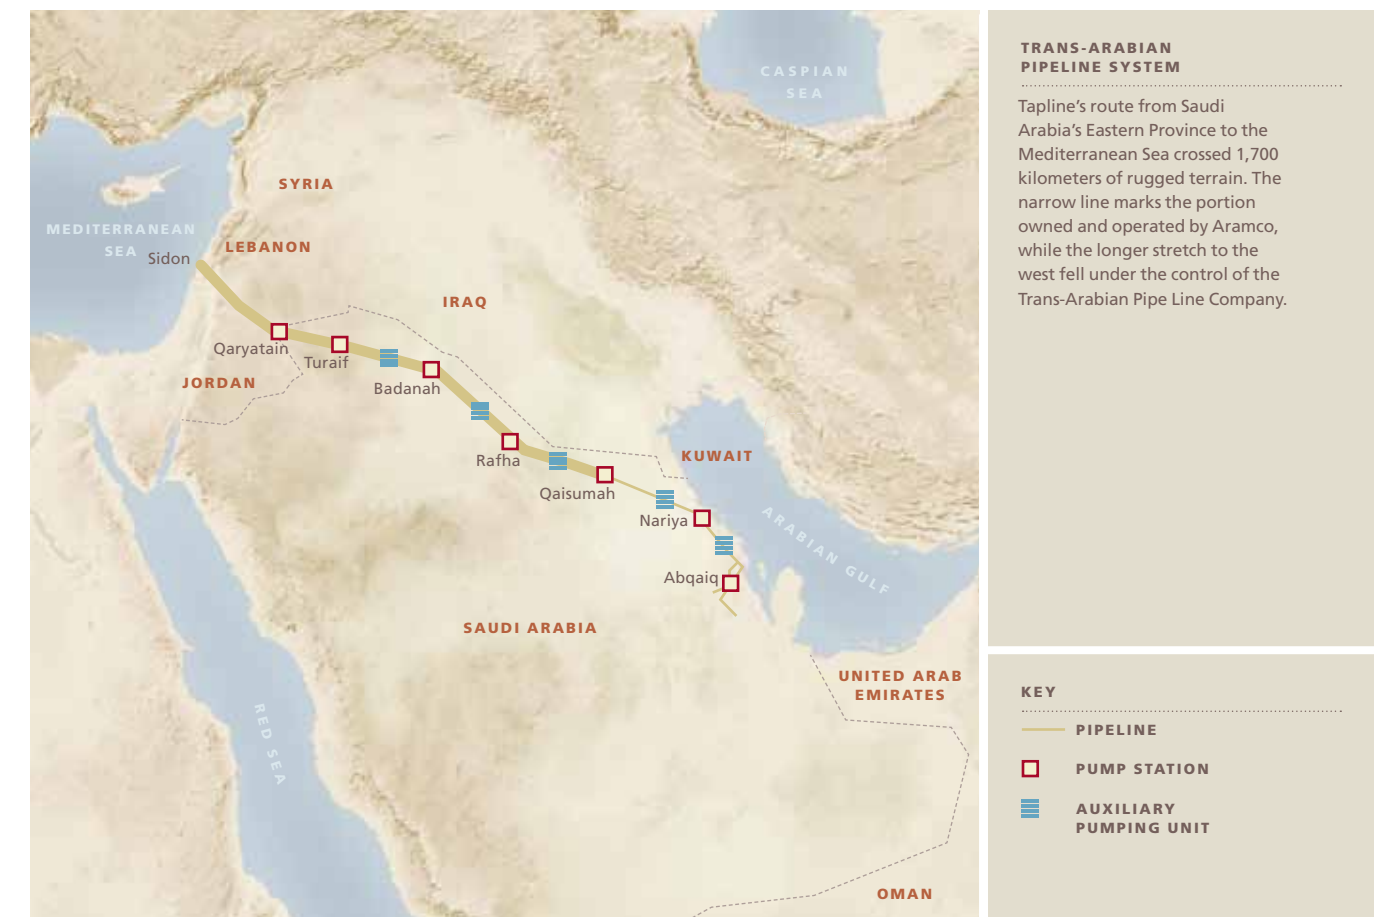 CASPIAN
SEA
SYRIA
MEDITERRANEAN
SEA
LEBANON
Sidon
IRAQ
Qaryatain
Turaif
JORDAN
Badanah
Rafha
KUWAIT
Qaisumah
Nariya
ARABIAN GULF
Abqaiq
SAUDI ARABIA
UNITED ARAB
EMIRATES
RED SEA
OMAN
TRANS-ARABIAN
PIPELINE SYSTEM
Tapline’s route from Saudi
Arabia’s Eastern Province to the
Mediterranean Sea crossed 1,700
kilometers of rugged terrain. The
narrow line marks the portion
owned and operated by Aramco,
while the longer stretch to the
west fell under the control of the
Trans-Arabian Pipe Line Company.
KEY
PIPELINE
PUMP STATION
AUXILIARY
PUMPING UNIT